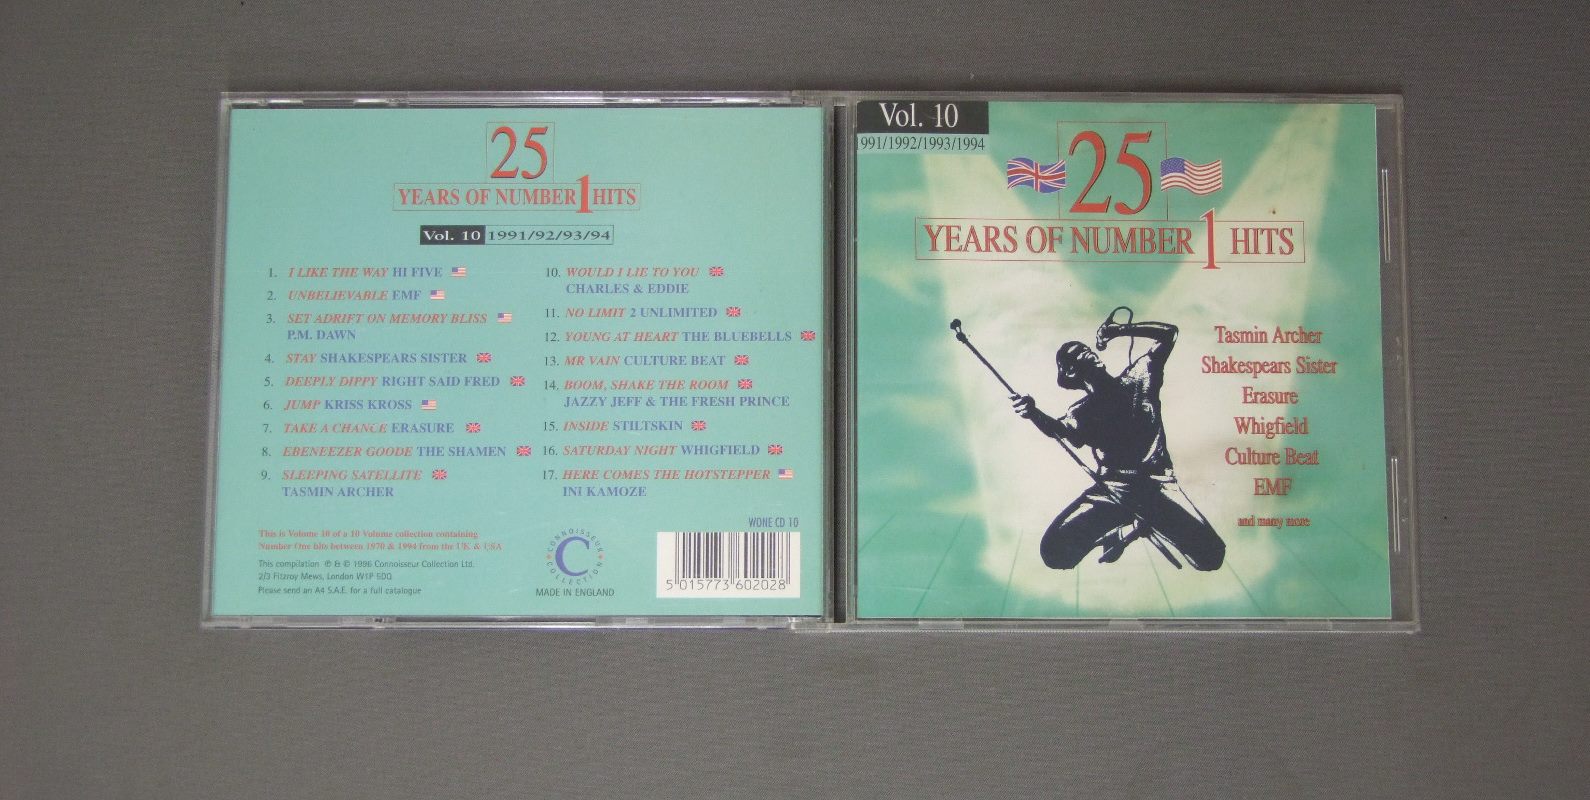 25
YEARS OF NUMBER 1 HITS
Vol. 10 1991/92/93/94
1. I LIKE THE WAY HI FIVE
2. UNBELIEVABLE EMF
3. SET ADRIFT ON MEMORY BLISS
P.M. DAWN
4. STAY SHAKESPEARS SISTER
5. DEEPLY DIPPY RIGHT SAID FRED
6. JUMP KRISS KROSS
7. TAKE A CHANCE ERASURE
8. EBENEEZER GOODE THE SHAMEN
9. SLEEPING SATELLITE
TASMIN ARCHER
10. WOULD I LIE TO YOU
CHARLES & EDDIE
11. NO LIMIT 2 UNLIMITED
12. YOUNG AT HEART THE BLUEBELLS
13. MR VAIN CULTURE BEAT
14. BOOM, SHAKE THE ROOM
JAZZY JEFF & THE FRESH PRINCE
15. INSIDE STILTSKIN
16. SATURDAY NIGHT WHIGFIELD
17. HERE COMES THE HOTSTEPPER
INI KAMOZE
This is Volume 10 of a 10 Volume collection containing
Number One hits between 1970 & 1994 from the UK & USA
This compilation ℗ & © 1996 Connoisseur Collection Ltd.
2/3 Fitzroy Mews, London W1P 5DQ
Please send an A4 S.A.E. for a full catalogue
CONNOISSEUR
C
COLLECTION
MADE IN ENGLAND
WONE CD 10
5 015773 602028
Vol. 10
991/1992/1993/1994
25
YEARS OF NUMBER 1 HITS
Tasmin Archer
Shakespears Sister
Erasure
Whigfield
Culture Beat
EMF
and many more